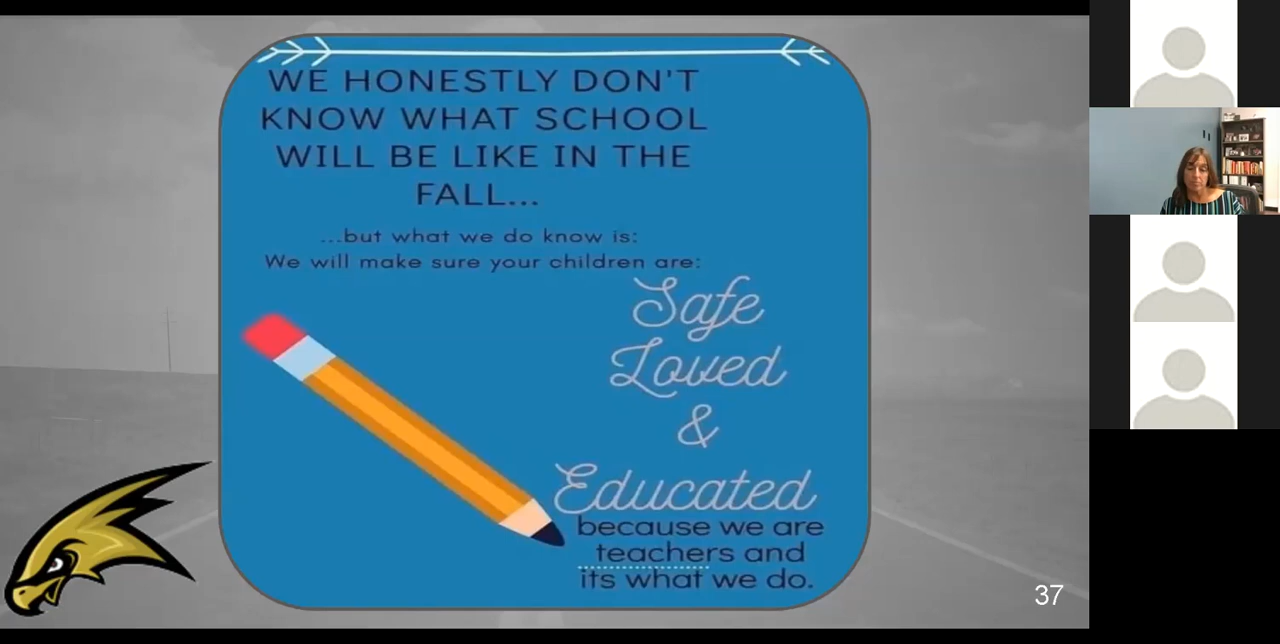 WE HONESTLY DON'T
KNOW WHAT SCHOOL
WILL BE LIKE IN THE
FALL...
...but what we do know is:
We will make sure your children are:
Safe
Loved
&
Educated
because we are
teachers and
its what we do.
37